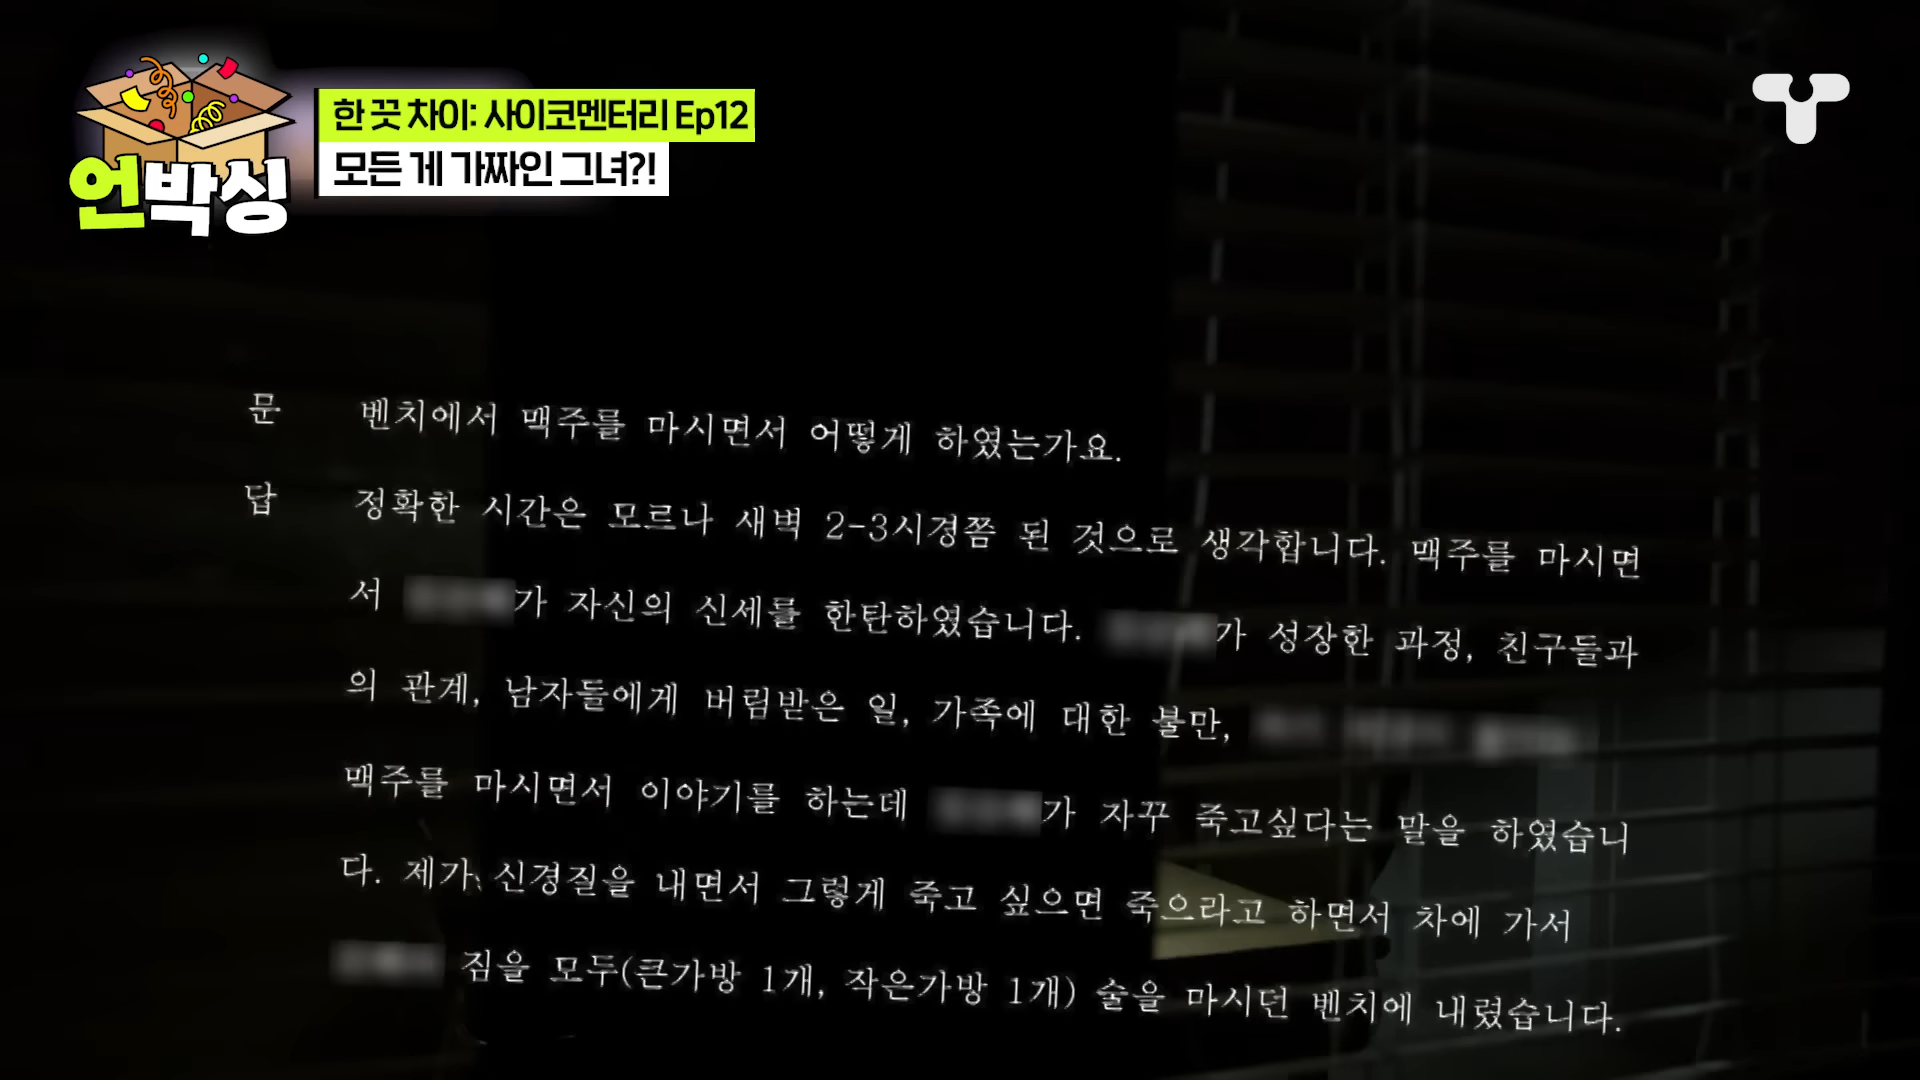 언박싱
한 끗 차이: 사이코멘터리 Ep12
모든 게 가짜인 그녀?!
문 벤치에서 맥주를 마시면서 어떻게 하였는가요.
답 정확한 시간은 모르나 새벽 2-3시경쯤 된 것으로 생각합니다. 맥주를 마시면
서 가 자신의 신세를 한탄하였습니다. 가 성장한 과정, 친구들과
의 관계, 남자들에게 버림받은 일, 가족에 대한 불만,
맥주를 마시면서 이야기를 하는데 가 자꾸 죽고싶다는 말을 하였습니
다. 제가 신경질을 내면서 그렇게 죽고 싶으면 죽으라고 하면서 차에 가서
짐을 모두(큰가방 1개, 작은가방 1개) 술을 마시던 벤치에 내렸습니다.